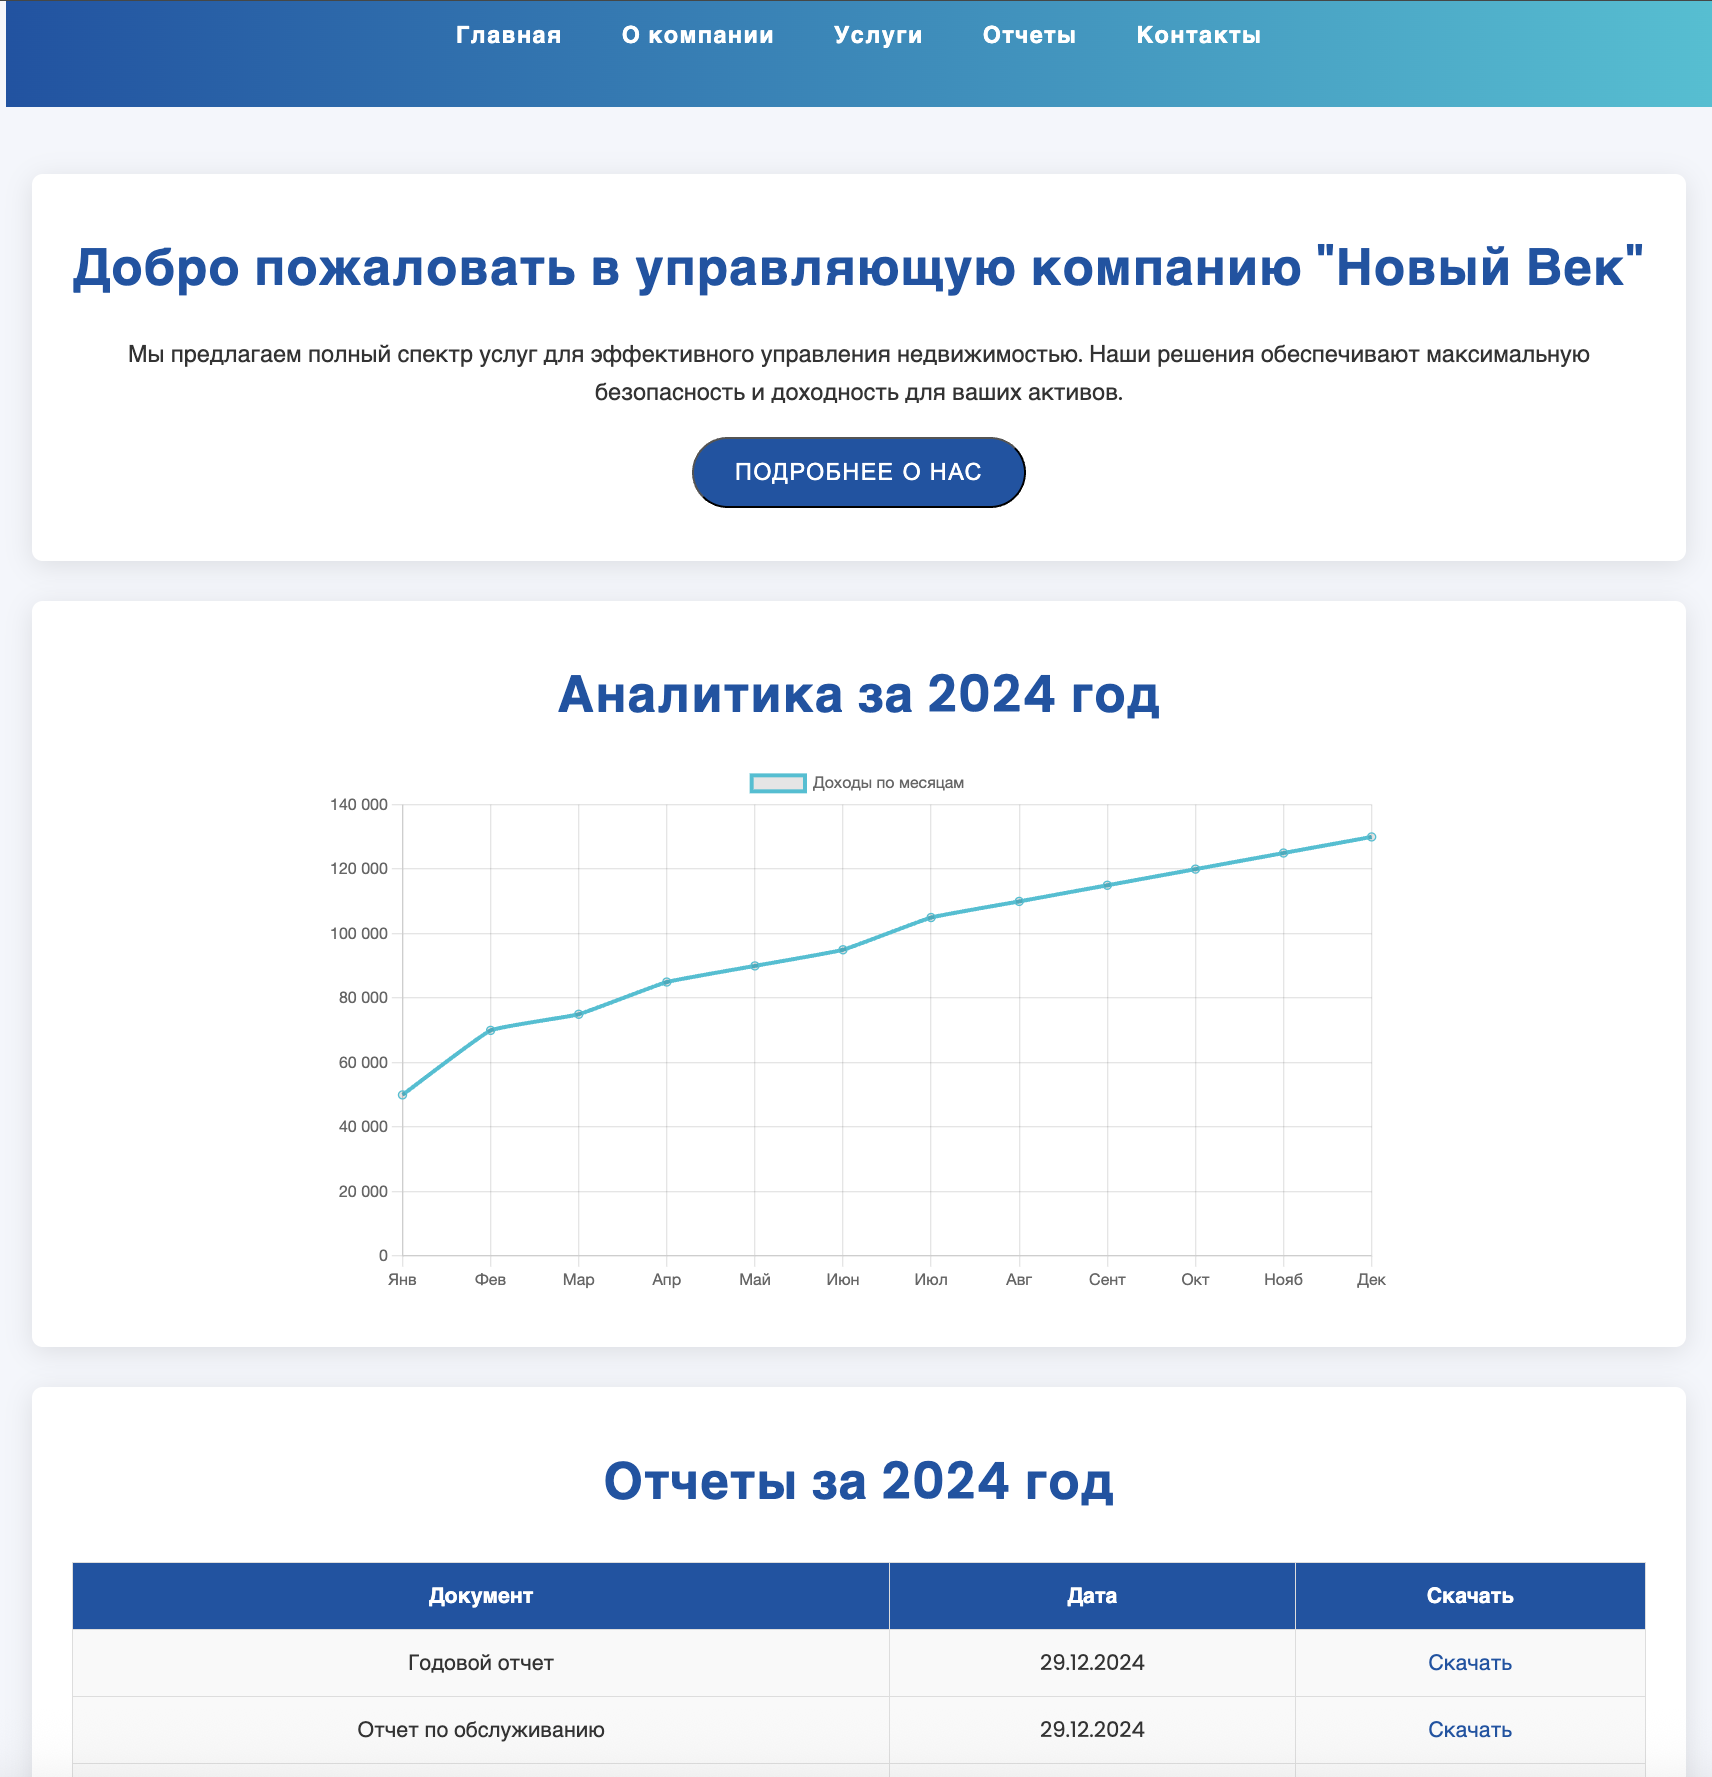 Главная О компании Услуги Отчеты Контакты
Добро пожаловать в управляющую компанию "Новый Век"
Мы предлагаем полный спектр услуг для эффективного управления недвижимостью. Наши решения обеспечивают максимальную
безопасность и доходность для ваших активов.
ПОДРОБНЕЕ О НАС
Аналитика за 2024 год
Доходы по месяцам
140 000
120 000
100 000
80 000
60 000
40 000
20 000
0
Янв Фев Мар Апр Май Июн Июл Авг Сент Окт Нояб Дек
Отчеты за 2024 год
Документ Дата Скачать
Годовой отчет 29.12.2024 Скачать
Отчет по обслуживанию 29.12.2024 Скачать